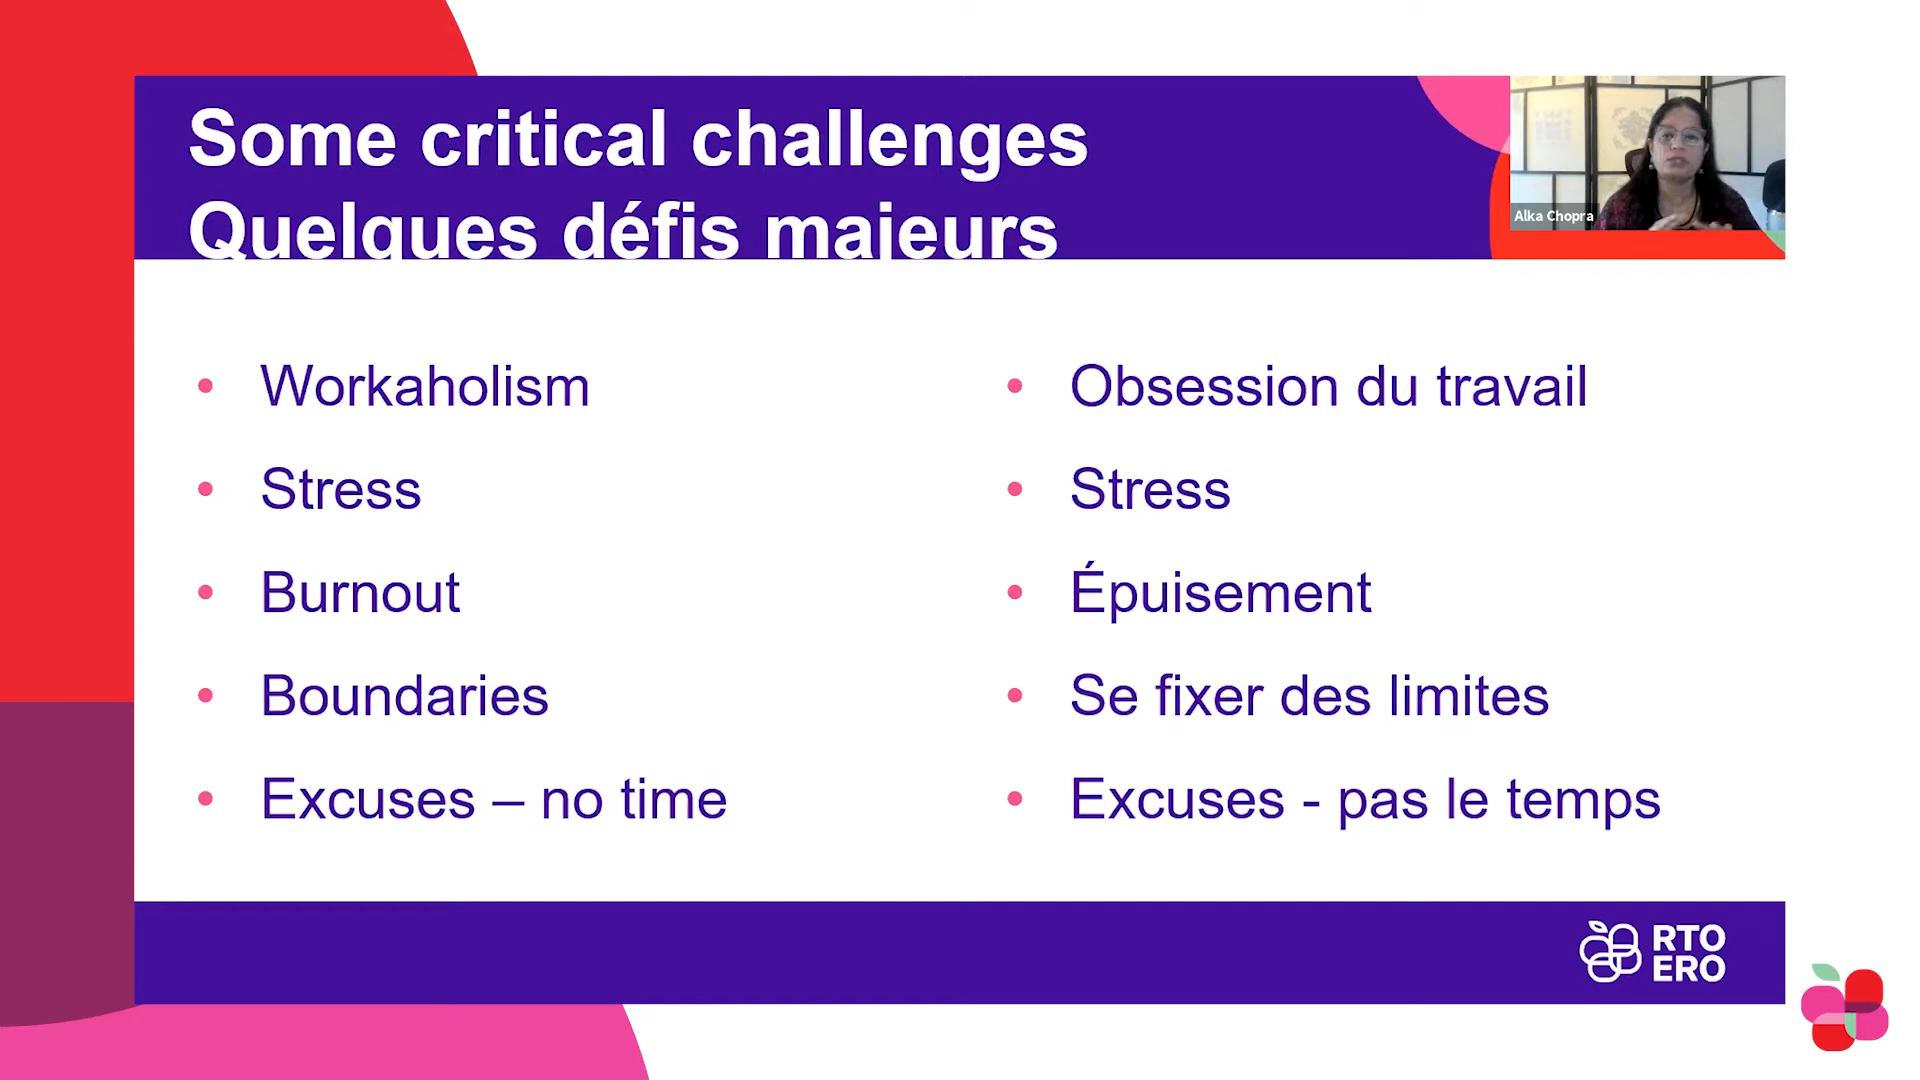 Some critical challenges
Quelques défis majeurs
Alka Chopra
• Workaholism
• Stress
• Burnout
• Boundaries
• Excuses – no time
• Obsession du travail
• Stress
• Épuisement
• Se fixer des limites
• Excuses - pas le temps
RTO
ERO